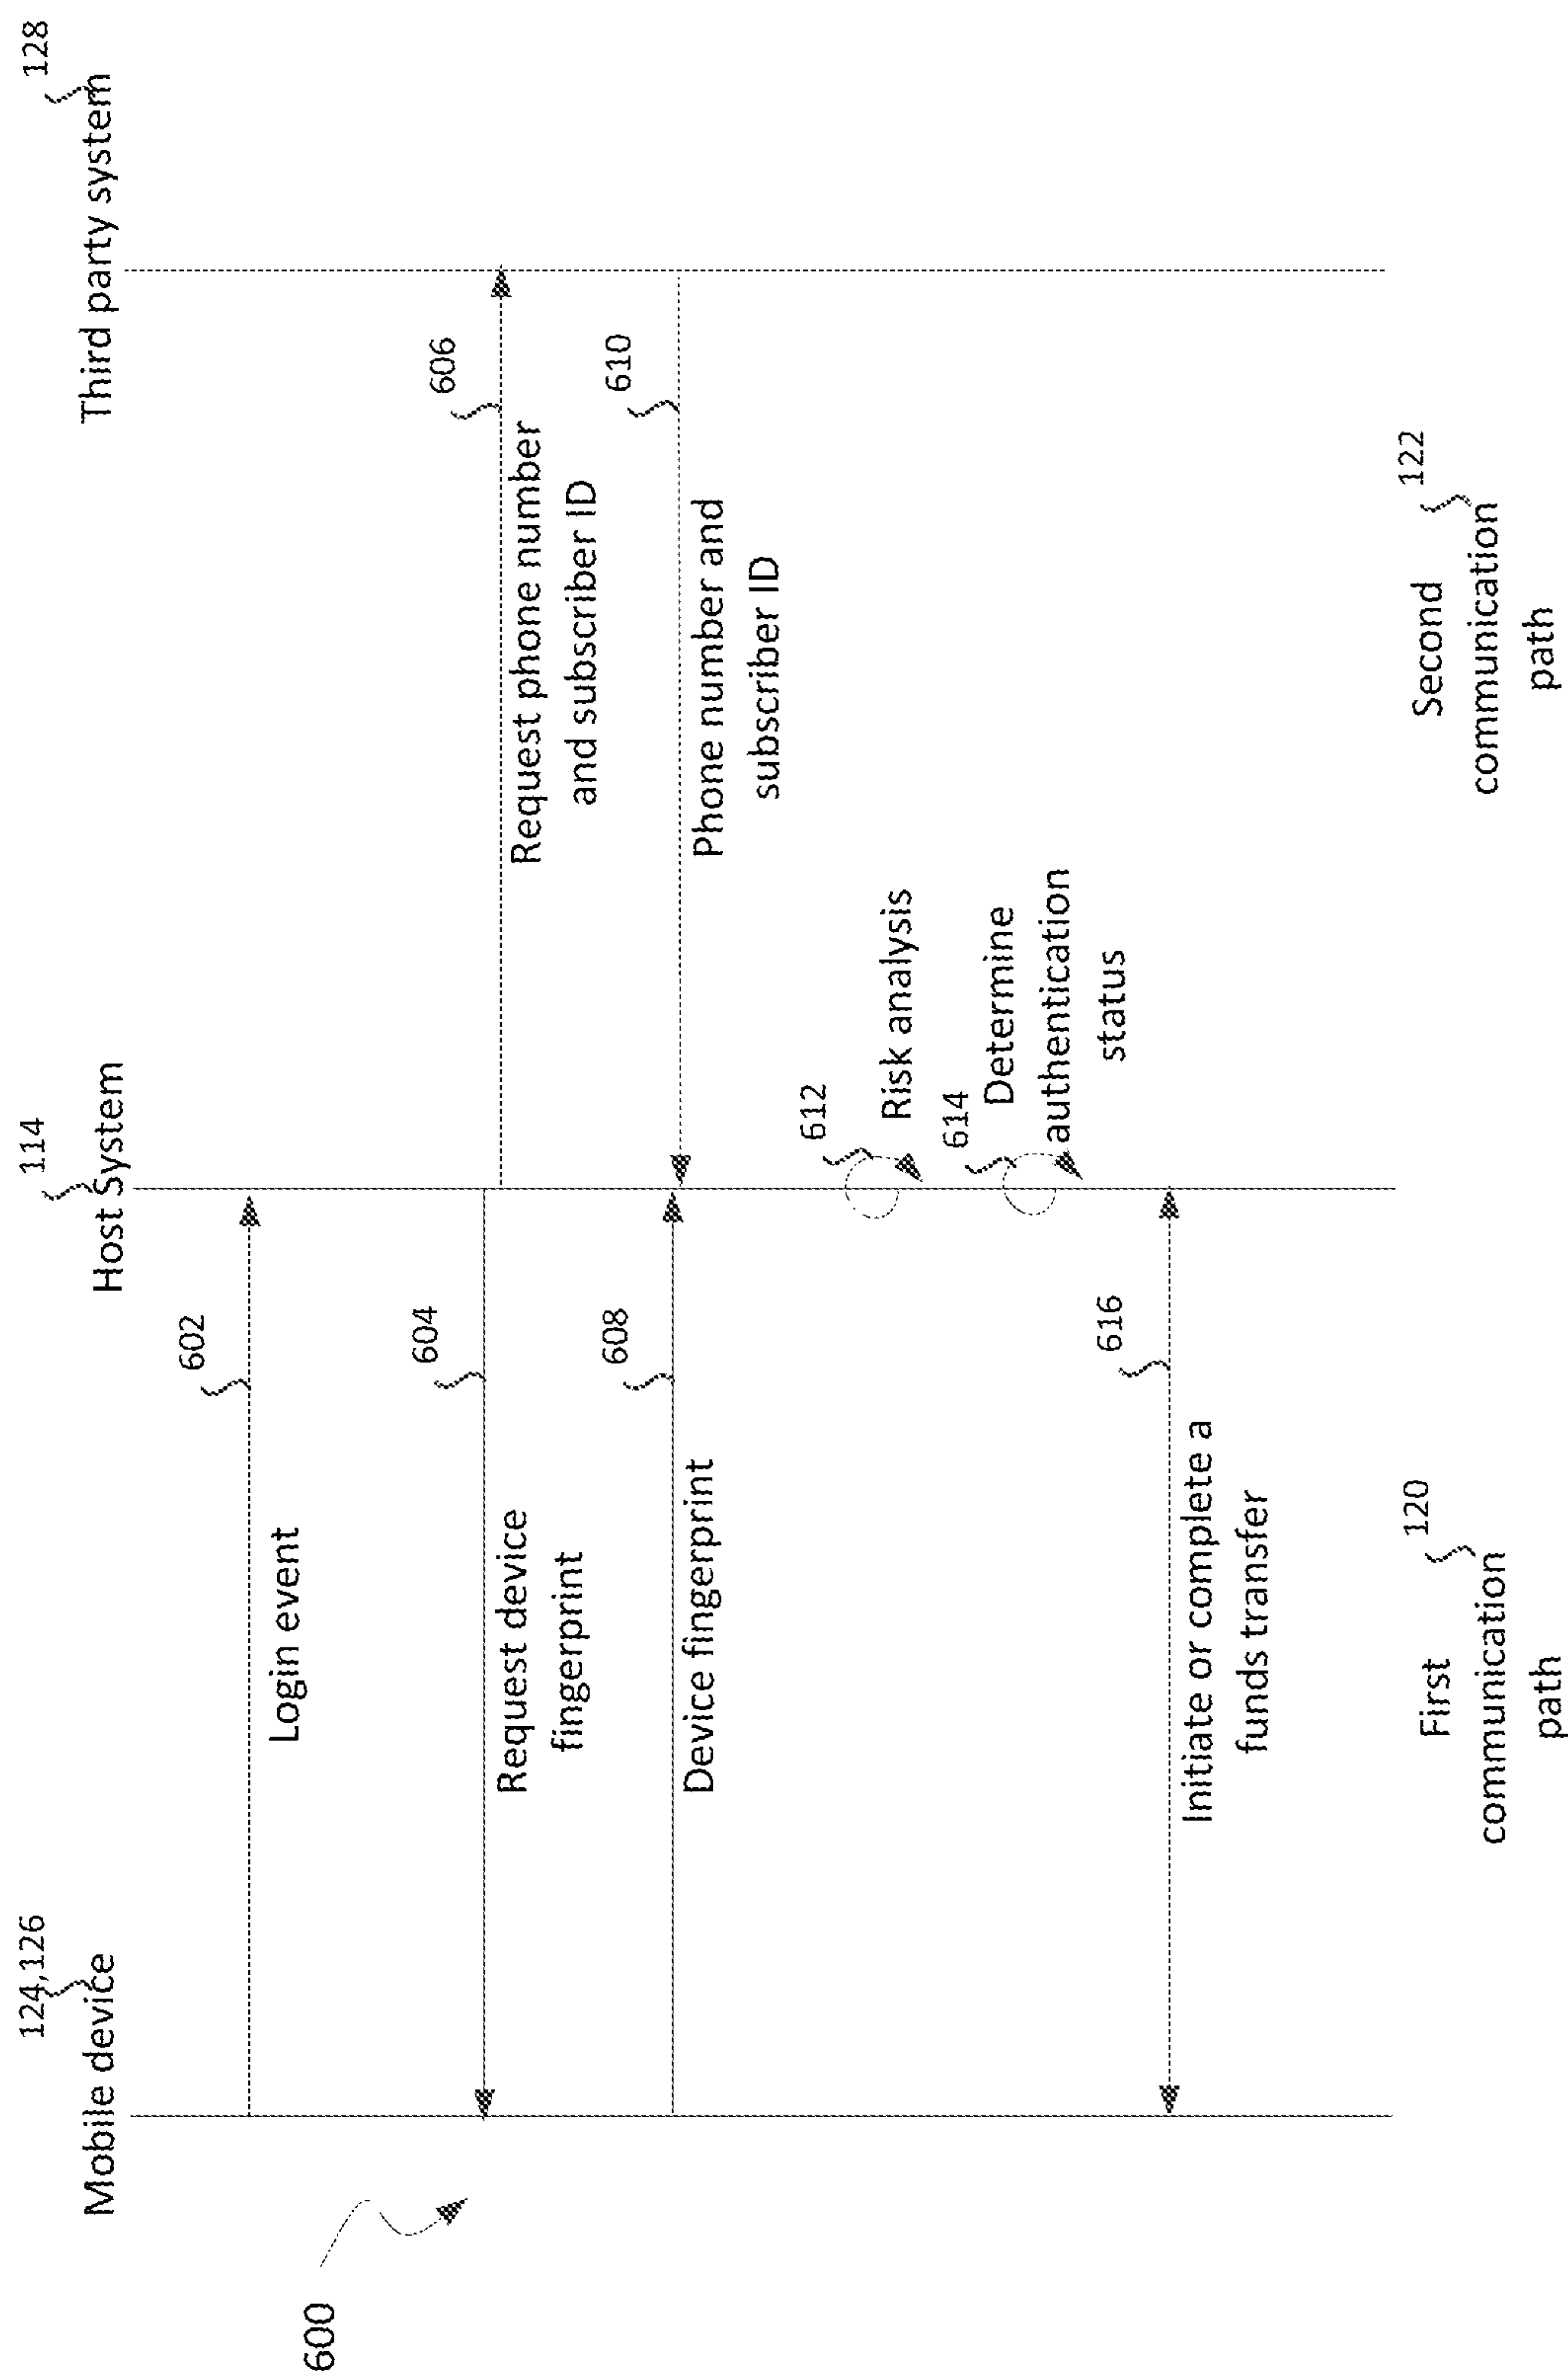 124,126
Mobile device
114
Host System
128
Third party system
600
602
Login event
604
Request device
fingerprint
606
Request phone number
and subscriber ID
608
Device fingerprint
610
Phone number and
subscriber ID
612
Risk analysis
614
Determine
authentication
status
616
Initiate or complete a
funds transfer
120
First
communication
path
122
Second
communication
path